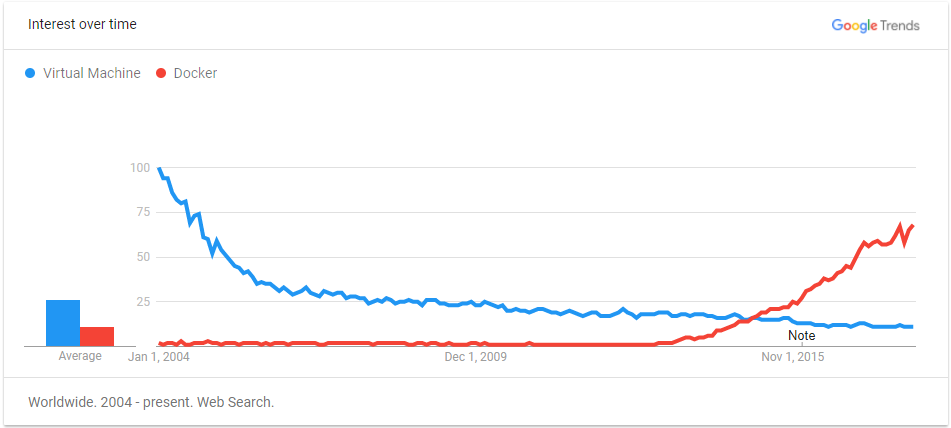 Interest over time
Google Trends
Virtual Machine Docker
100
75
50
25
Note
Average Jan 1, 2004 Dec 1, 2009 Nov 1, 2015
Worldwide. 2004 - present. Web Search.